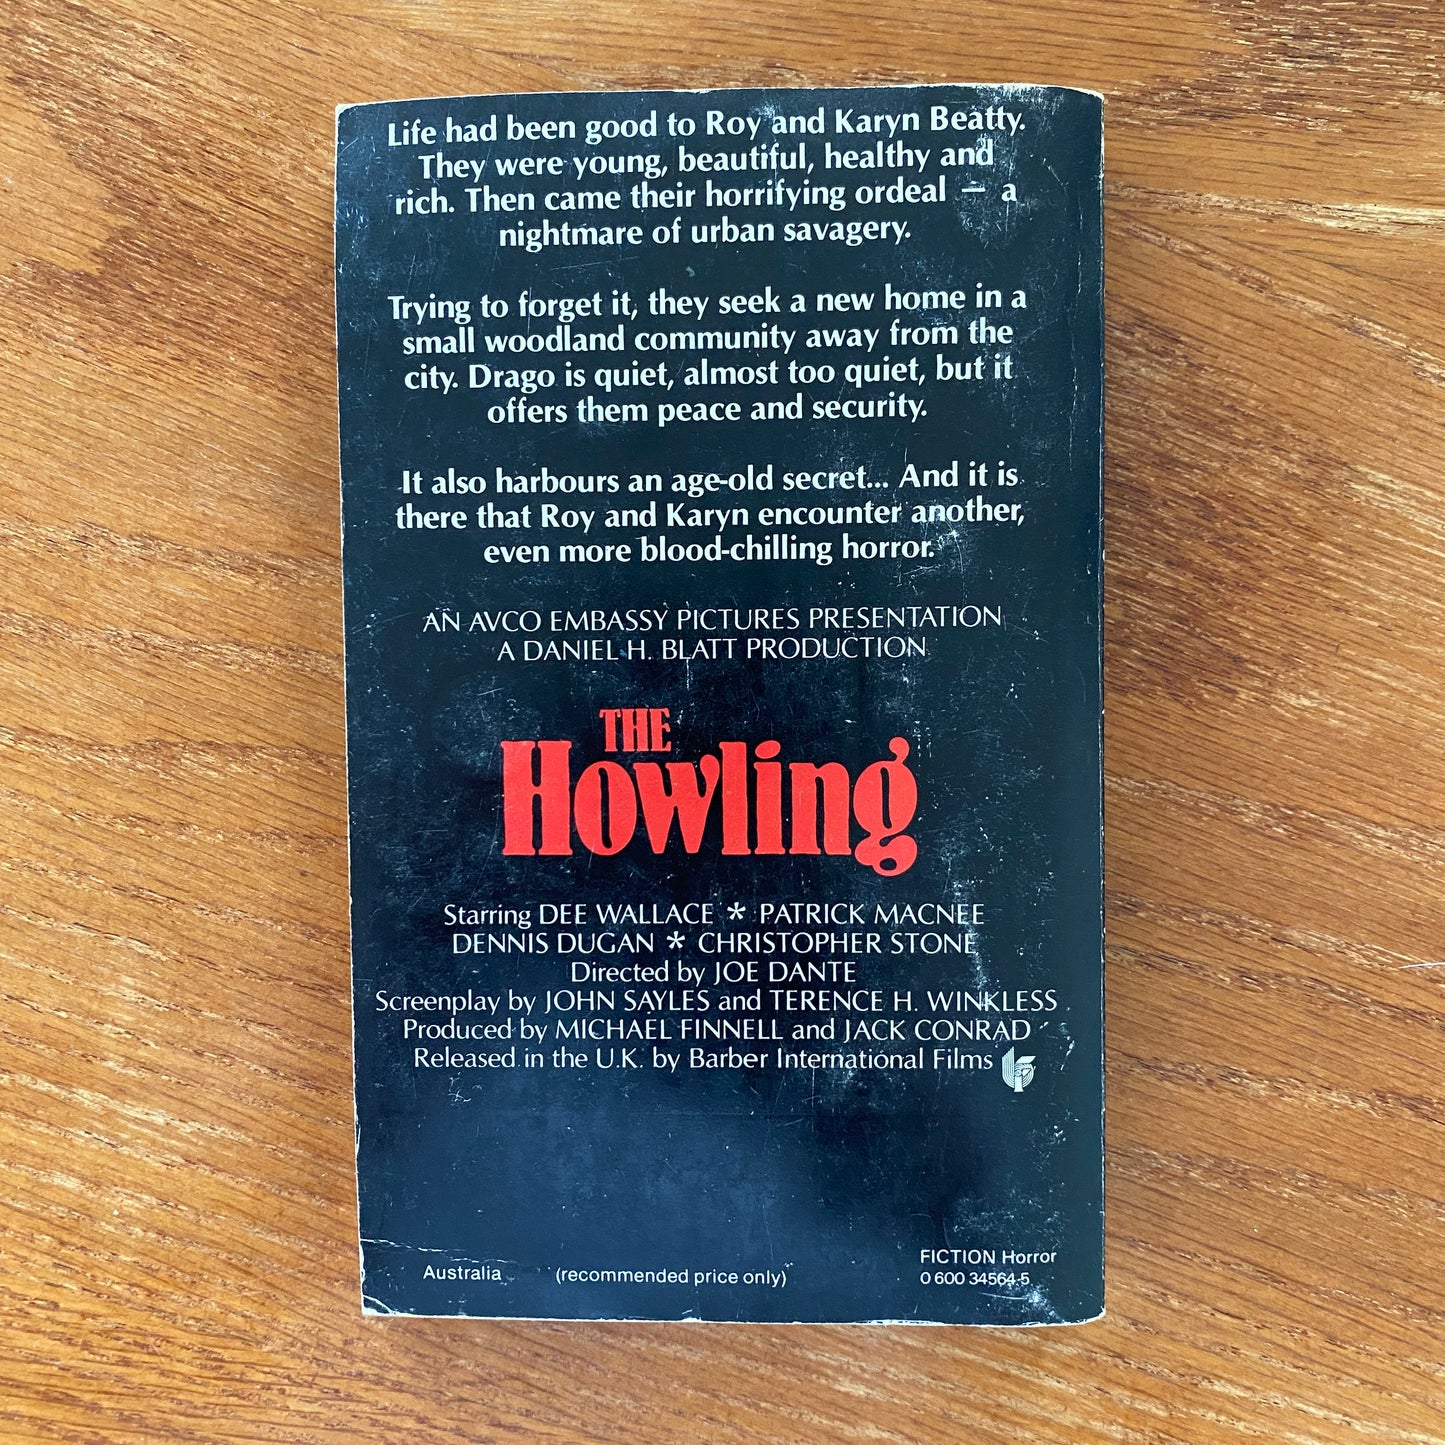 Life had been good to Roy and Karyn Beatty.
They were young, beautiful, healthy and
rich. Then came their horrifying ordeal — a
nightmare of urban savagery.
Trying to forget it, they seek a new home in a
small woodland community away from the
city. Drago is quiet, almost too quiet, but it
offers them peace and security.
It also harbours an age-old secret... And it is
there that Roy and Karyn encounter another,
even more blood-chilling horror.
AN AVCO EMBASSY PICTURES PRESENTATION
A DANIEL H. BLATT PRODUCTION
THE
Howling
Starring DEE WALLACE * PATRICK MACNEE
DENNIS DUGAN * CHRISTOPHER STONE
Directed by JOE DANTE
Screenplay by JOHN SAYLES and TERENCE H. WINKLESS
Produced by MICHAEL FINNELL and JACK CONRAD
Released in the U.K. by Barber International Films
Australia (recommended price only)
FICTION Horror
0 600 34564 5